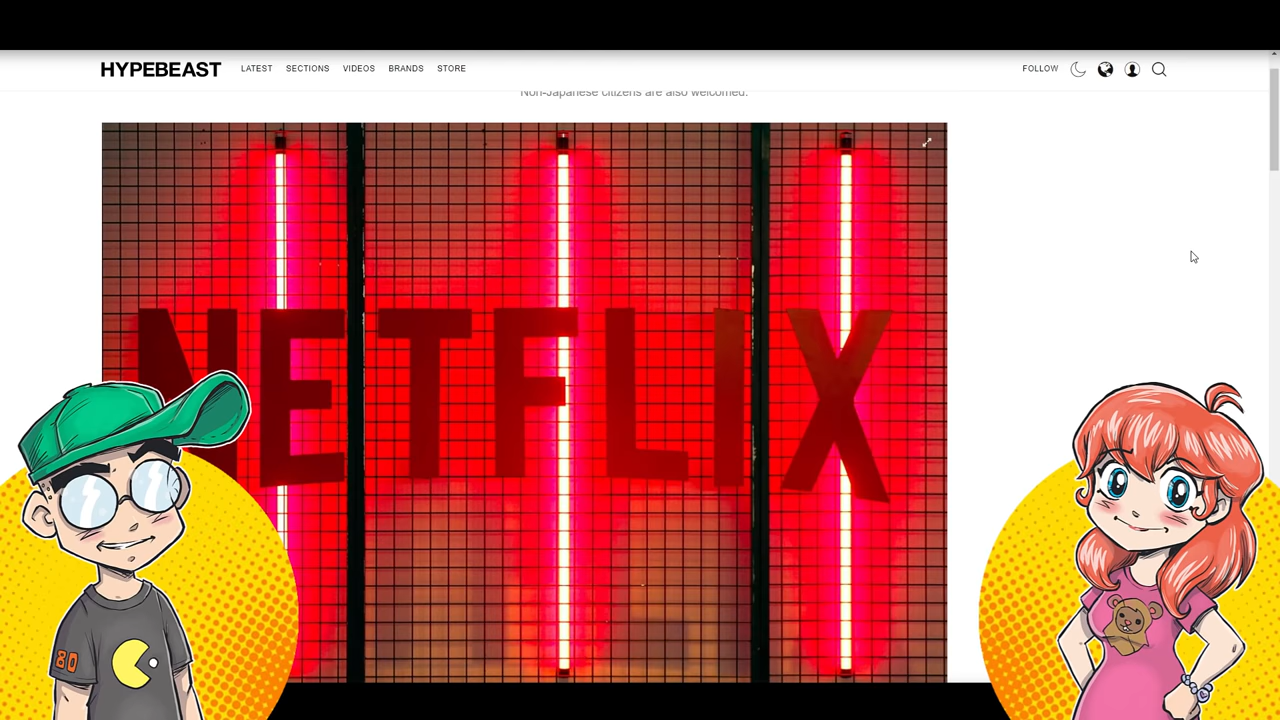 HYPEBEAST LATEST SECTIONS VIDEOS BRANDS STORE FOLLOW
Non-Japanese citizens are also welcomed.
NETFLIX
80